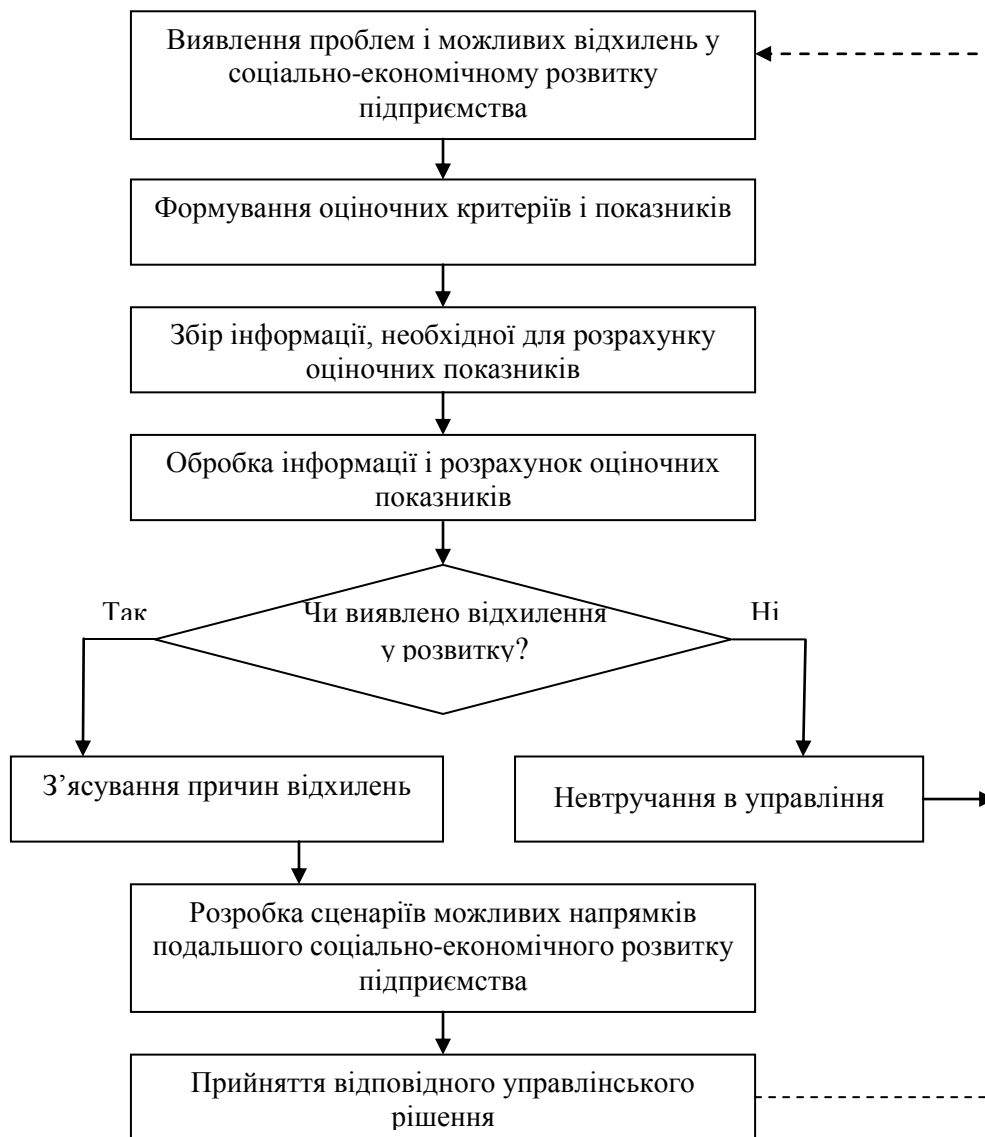 Виявлення проблем і можливих відхилень у
соціально-економічному розвитку
підприємства
Формування оціночних критеріїв і показників
Збір інформації, необхідної для розрахунку
оціночних показників
Обробка інформації і розрахунок оціночних
показників
Так
Чи виявлено відхилення
у розвитку?
Ні
З’ясування причин відхилень
Невтручання в управління
Розробка сценаріїв можливих напрямків
подальшого соціально-економічного розвитку
підприємства
Прийняття відповідного управлінського
рішення